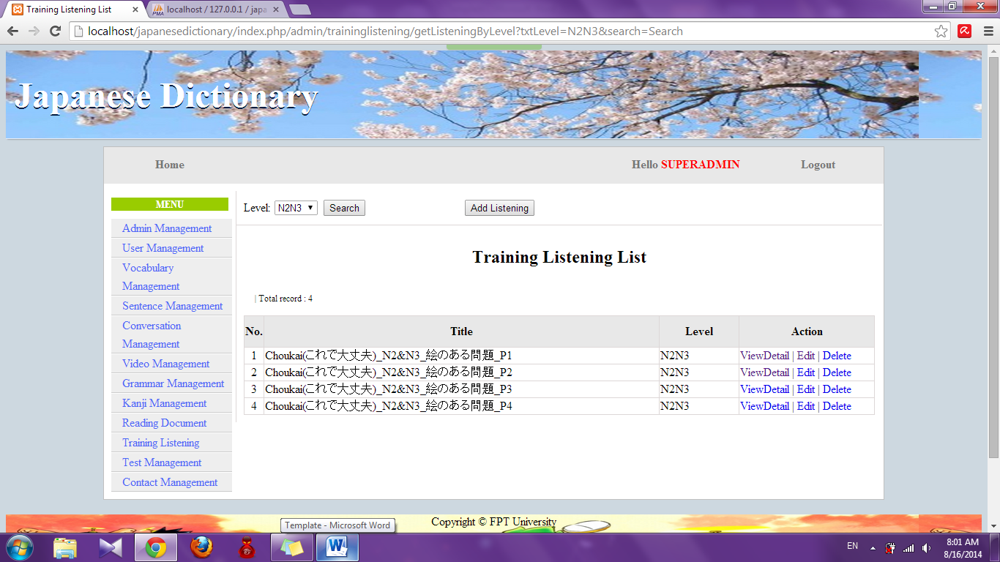 Training Listening List
localhost / 127.0.0.1 / japa
localhost/japanesedictionary/index.php/admin/traininglistening/getListeningByLevel?txtLevel=N2N3&search=Search
Japanese Dictionary
Home Hello SUPERADMIN Logout
MENU
Admin Management
User Management
Vocabulary
Management
Sentence Management
Conversation
Management
Video Management
Grammar Management
Kanji Management
Reading Document
Training Listening
Test Management
Contact Management
Level: N2N3 Search Add Listening
Training Listening List
| Total record : 4
No. Title Level Action
1 Choukai(これで大丈夫)_N2&N3_絵のある問題_P1 N2N3 ViewDetail | Edit | Delete
2 Choukai(これで大丈夫)_N2&N3_絵のある問題_P2 N2N3 ViewDetail | Edit | Delete
3 Choukai(これで大丈夫)_N2&N3_絵のある問題_P3 N2N3 ViewDetail | Edit | Delete
4 Choukai(これで大丈夫)_N2&N3_絵のある問題_P4 N2N3 ViewDetail | Edit | Delete
Copyright © FPT University
Template - Microsoft Word
EN
8:01 AM
8/16/2014